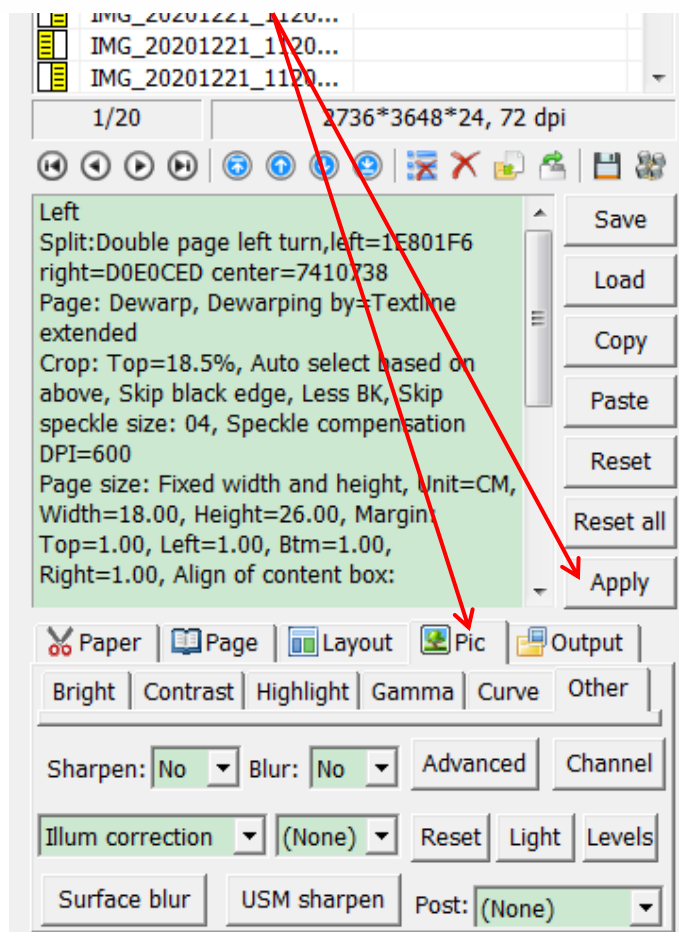 IMG_20201221_1120...
IMG_20201221_1120...
IMG_20201221_1120...
1/20 2736*3648*24, 72 dpi
Left
Split:Double page left turn,left=1E801F6
right=D0E0CED center=7410738
Page: Dewarp, Dewarping by=Textline
extended
Crop: Top=18.5%, Auto select based on
above, Skip black edge, Less BK, Skip
speckle size: 04, Speckle compensation
DPI=600
Page size: Fixed width and height, Unit=CM,
Width=18.00, Height=26.00, Margin:
Top=1.00, Left=1.00, Btm=1.00,
Right=1.00, Align of content box:
Save
Load
Copy
Paste
Reset
Reset all
Apply
Paper Page Layout Pic Output
Bright Contrast Highlight Gamma Curve Other
Sharpen: No Blur: No Advanced Channel
Illum correction (None) Reset Light Levels
Surface blur USM sharpen Post: (None)